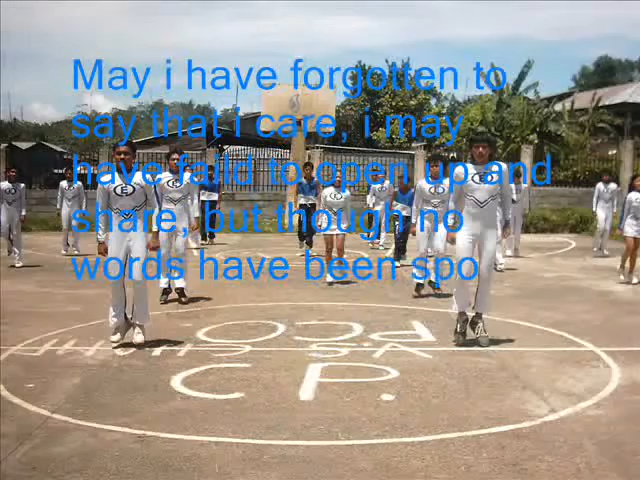 May i have forgotten to
say that i care, i may
have faild to open up and
share, but though no
words have been spo
C P.